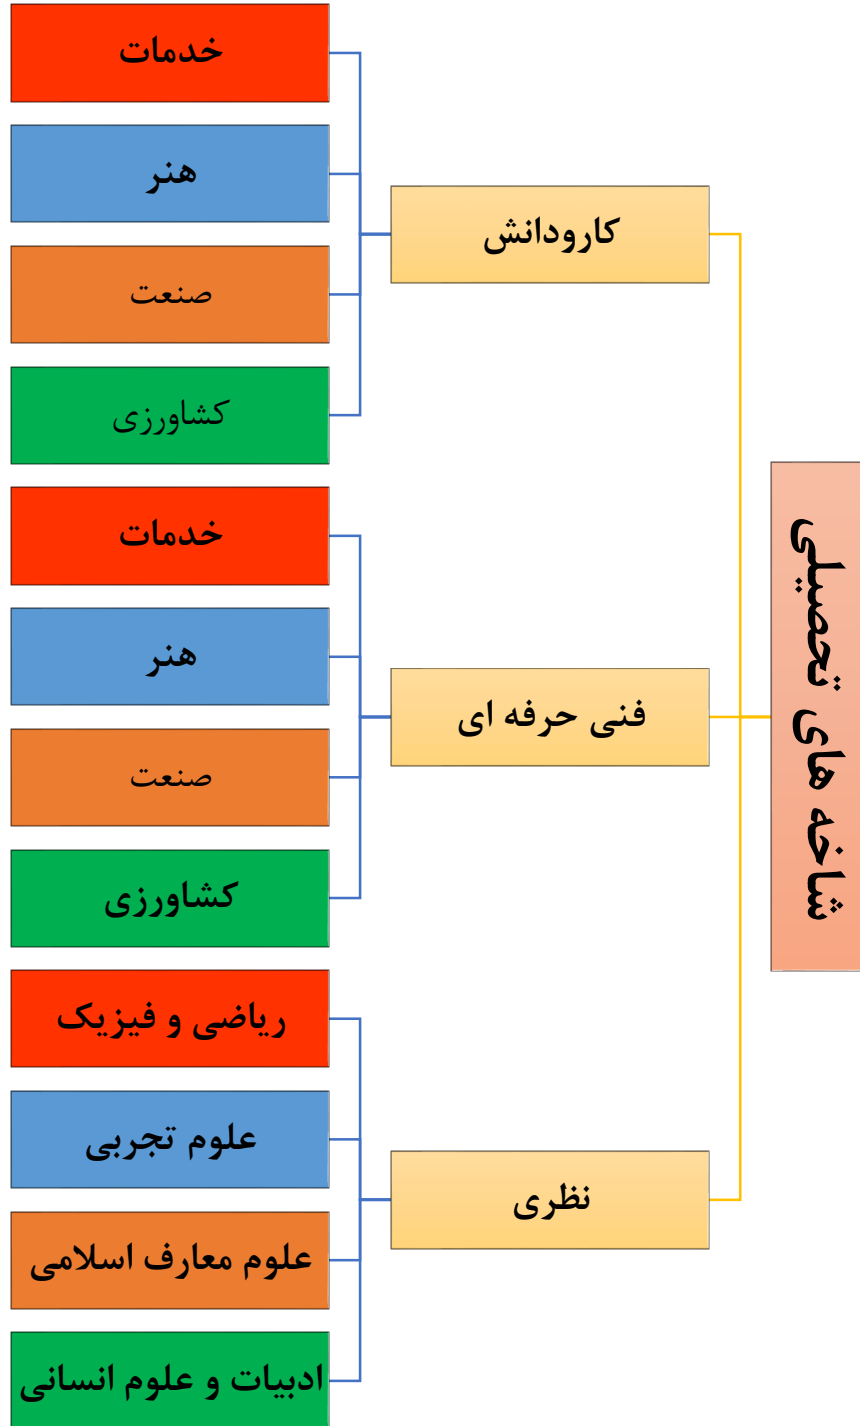 شاخه های تحصیلی
کارودانش
خدمات
هنر
صنعت
کشاورزی
فنی حرفه ای
خدمات
هنر
صنعت
کشاورزی
نظری
ریاضی و فیزیک
علوم تجربی
علوم معارف اسلامی
ادبیات و علوم انسانی